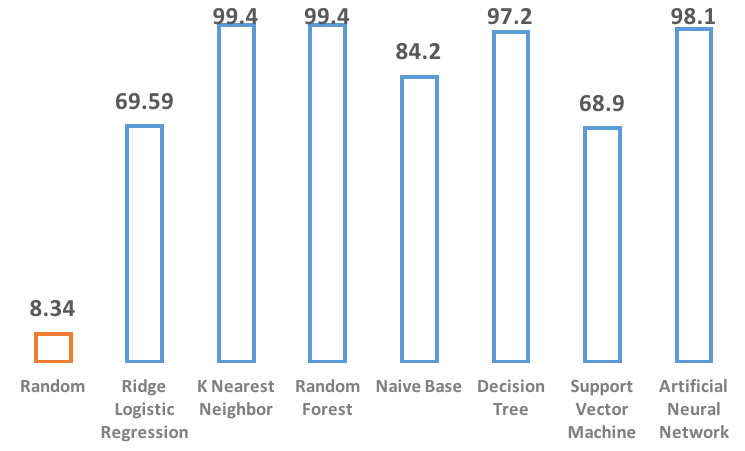 8.34
69.59
99.4
99.4
84.2
97.2
68.9
98.1
Random
Ridge
Logistic
Regression
K Nearest
Neighbor
Random
Forest
Naive Base
Decision
Tree
Support
Vector
Machine
Artificial
Neural
Network